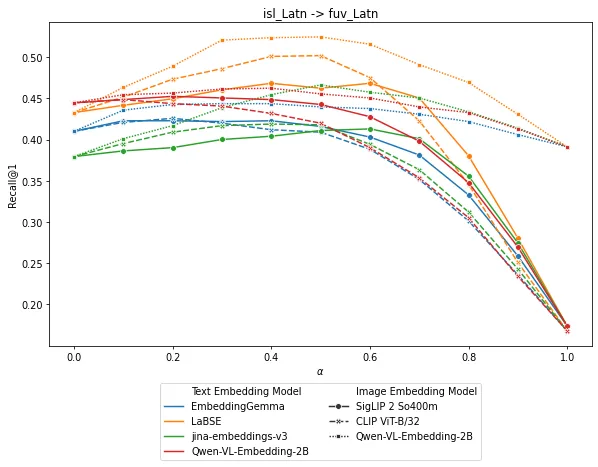 isl_Latn -> fuv_Latn
Recall@1
0.50
0.45
0.40
0.35
0.30
0.25
0.20
0.0 0.2 0.4 0.6 0.8 1.0
α
Text Embedding Model Image Embedding Model
EmbeddingGemma SigLIP 2 So400m
LaBSE CLIP ViT-B/32
jina-embeddings-v3 Qwen-VL-Embedding-2B
Qwen-VL-Embedding-2B